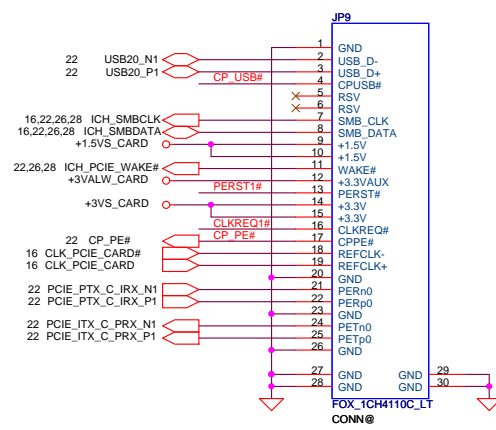 JP9
1 GND
22 USB20_N1 2 USB_D-
22 USB20_P1 3 USB_D+
CP_USB# 4 CPUSB#
5 RSV
6 RSV
16,22,26,28 ICH_SMBCLK 7 SMB_CLK
16,22,26,28 ICH_SMBDATA 8 SMB_DATA
+1.5VS_CARD 9 +1.5V
10 +1.5V
22,26,28 ICH_PCIE_WAKE# 11 WAKE#
+3VALW_CARD 12 +3.3VAUX
PERST1# 13 PERST#
+3VS_CARD 14 +3.3V
15 +3.3V
CLKREQ1# 16 CLKREQ#
22 CP_PE# CP_PE# 17 CPPE#
16 CLK_PCIE_CARD# 18 REFCLK-
16 CLK_PCIE_CARD 19 REFCLK+
20 GND
22 PCIE_PTX_C_IRX_N1 21 PERn0
22 PCIE_PTX_C_IRX_P1 22 PERp0
23 GND
22 PCIE_ITX_C_PRX_N1 24 PETn0
22 PCIE_ITX_C_PRX_P1 25 PETp0
26 GND
27 GND GND 29
28 GND GND 30
FOX_1CH4110C_LT
CONN@